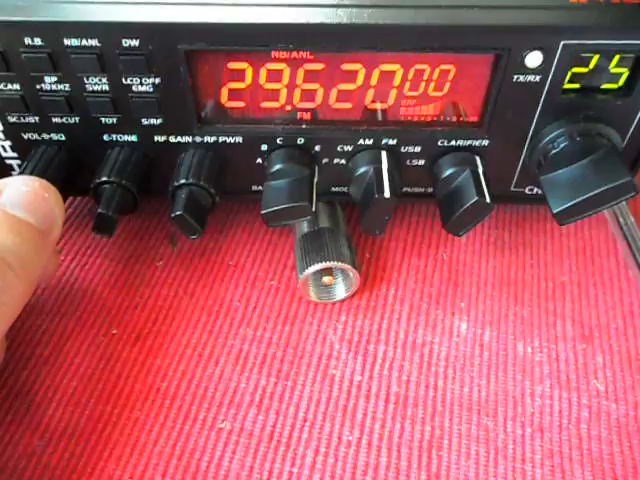 R.B. NB/ANL DW
SCAN BP +10KHZ LOCK SWR LCD OFF EMG
SC.LIST HI-CUT TOT S/RF
NB/ANL
29.62000
FM
TX/RX
25
VOL SQ E-TONE RF GAIN RF PWR
A B C D E F
CW AM FM USB
PA LSB
CLARIFIER